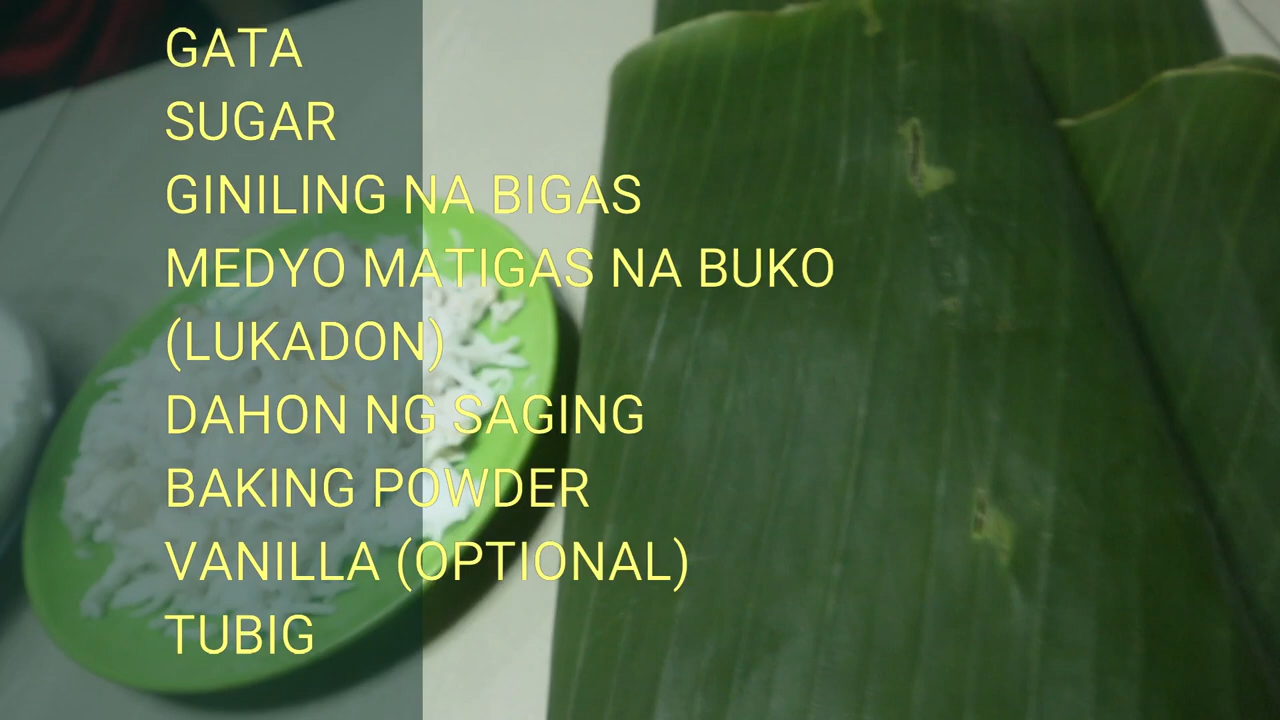 GATA
SUGAR
GINILING NA BIGAS
MEDYO MATIGAS NA BUKO
(LUKADON)
DAHON NG SAGING
BAKING POWDER
VANILLA (OPTIONAL)
TUBIG